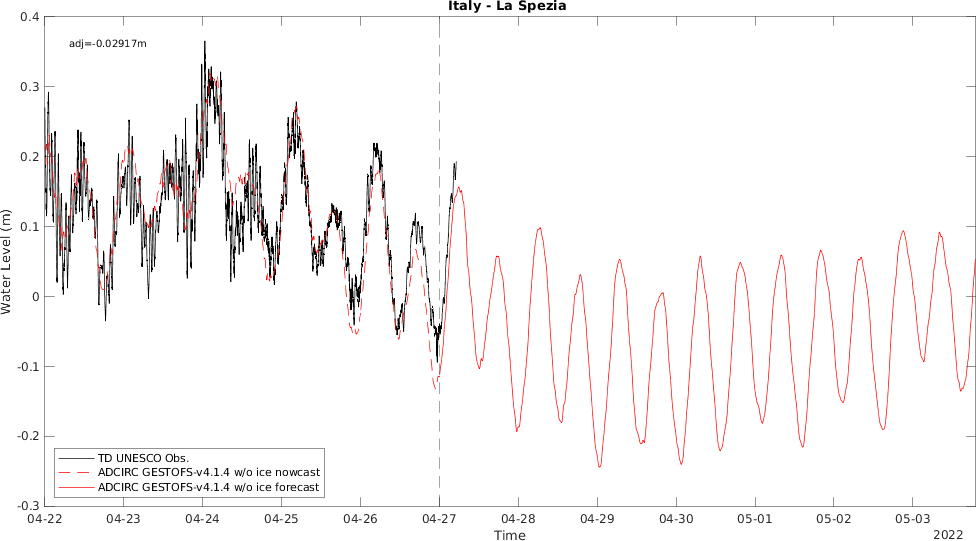 Italy - La Spezia
adj=-0.02917m
0.4
0.3
0.2
0.1
0
-0.1
-0.2
-0.3
Water Level (m)
TD UNESCO Obs.
ADCIRC GESTOFS-v4.1.4 w/o ice nowcast
ADCIRC GESTOFS-v4.1.4 w/o ice forecast
04-22 04-23 04-24 04-25 04-26 04-27 04-28 04-29 04-30 05-01 05-02 05-03
Time
2022